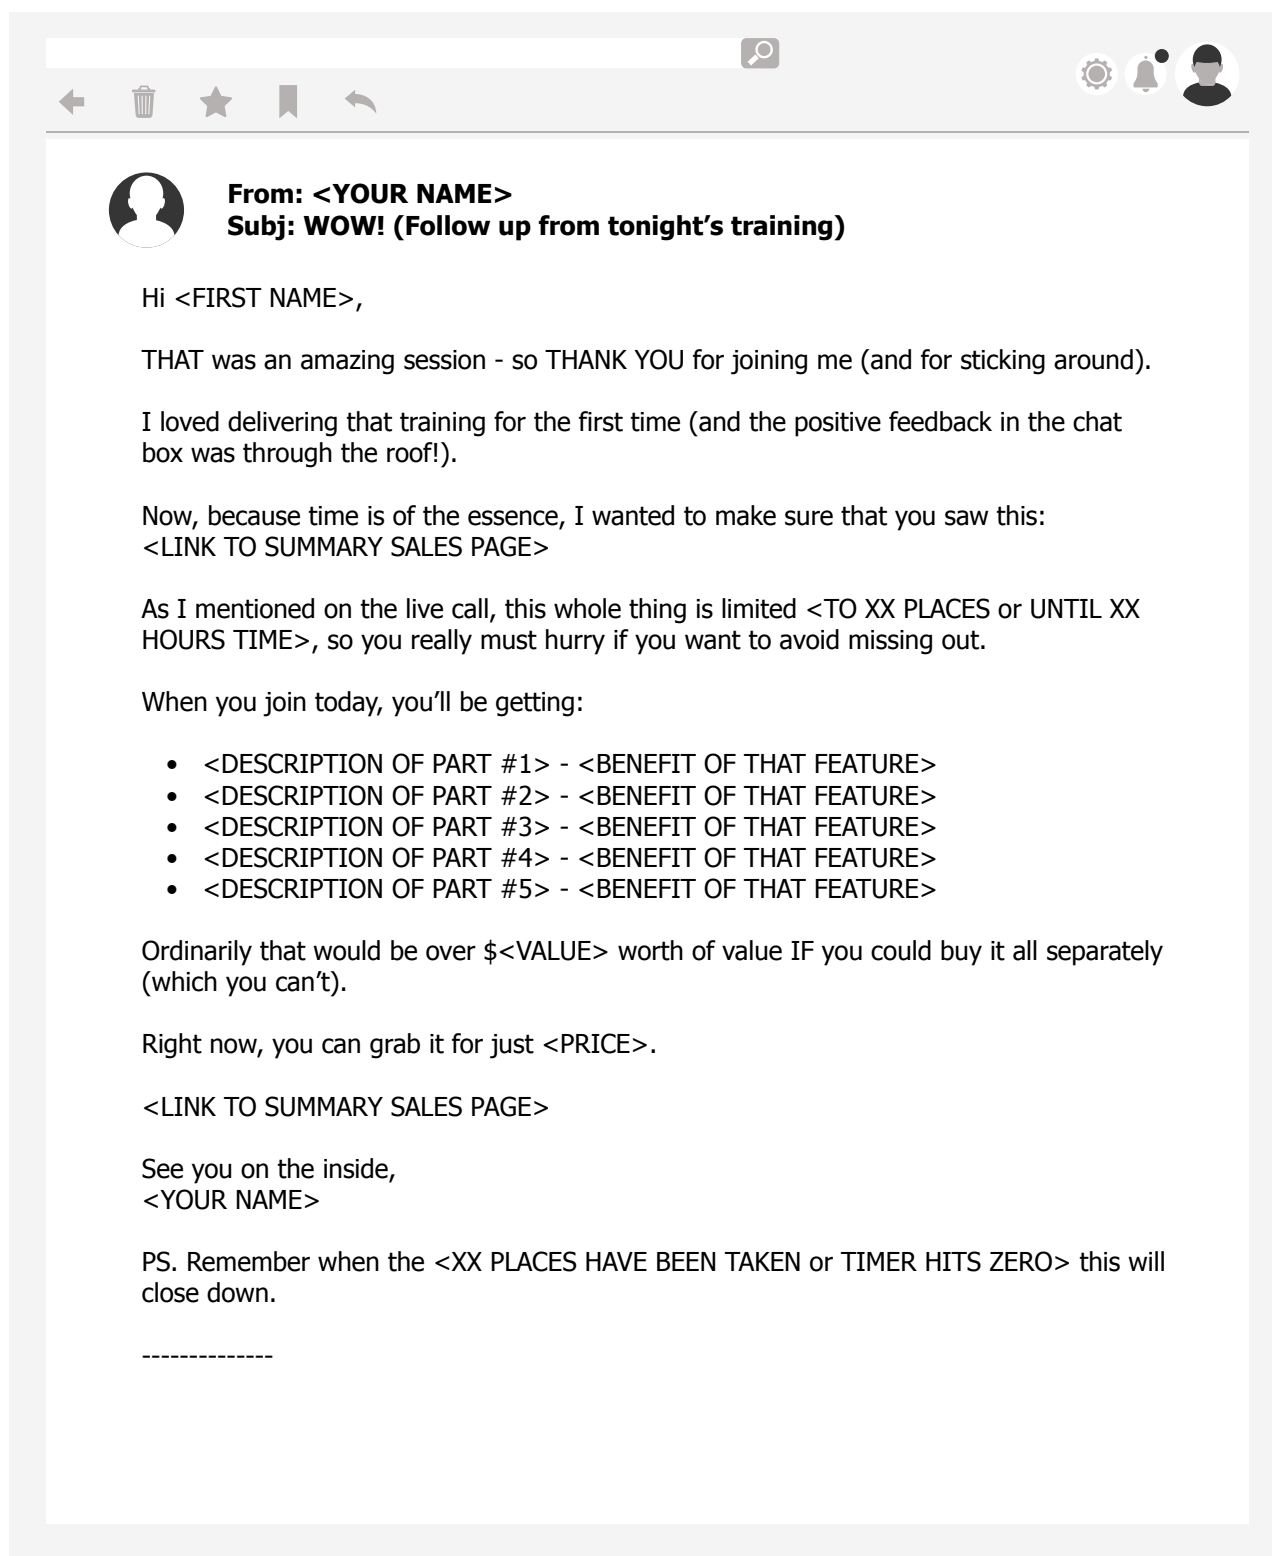 From: <YOUR NAME>
Subj: WOW! (Follow up from tonight’s training)
Hi <FIRST NAME>,
THAT was an amazing session - so THANK YOU for joining me (and for sticking around).
I loved delivering that training for the first time (and the positive feedback in the chat
box was through the roof!).
Now, because time is of the essence, I wanted to make sure that you saw this:
<LINK TO SUMMARY SALES PAGE>
As I mentioned on the live call, this whole thing is limited <TO XX PLACES or UNTIL XX
HOURS TIME>, so you really must hurry if you want to avoid missing out.
When you join today, you’ll be getting:
• <DESCRIPTION OF PART #1> - <BENEFIT OF THAT FEATURE>
• <DESCRIPTION OF PART #2> - <BENEFIT OF THAT FEATURE>
• <DESCRIPTION OF PART #3> - <BENEFIT OF THAT FEATURE>
• <DESCRIPTION OF PART #4> - <BENEFIT OF THAT FEATURE>
• <DESCRIPTION OF PART #5> - <BENEFIT OF THAT FEATURE>
Ordinarily that would be over $<VALUE> worth of value IF you could buy it all separately
(which you can’t).
Right now, you can grab it for just <PRICE>.
<LINK TO SUMMARY SALES PAGE>
See you on the inside,
<YOUR NAME>
PS. Remember when the <XX PLACES HAVE BEEN TAKEN or TIMER HITS ZERO> this will
close down.
--------------